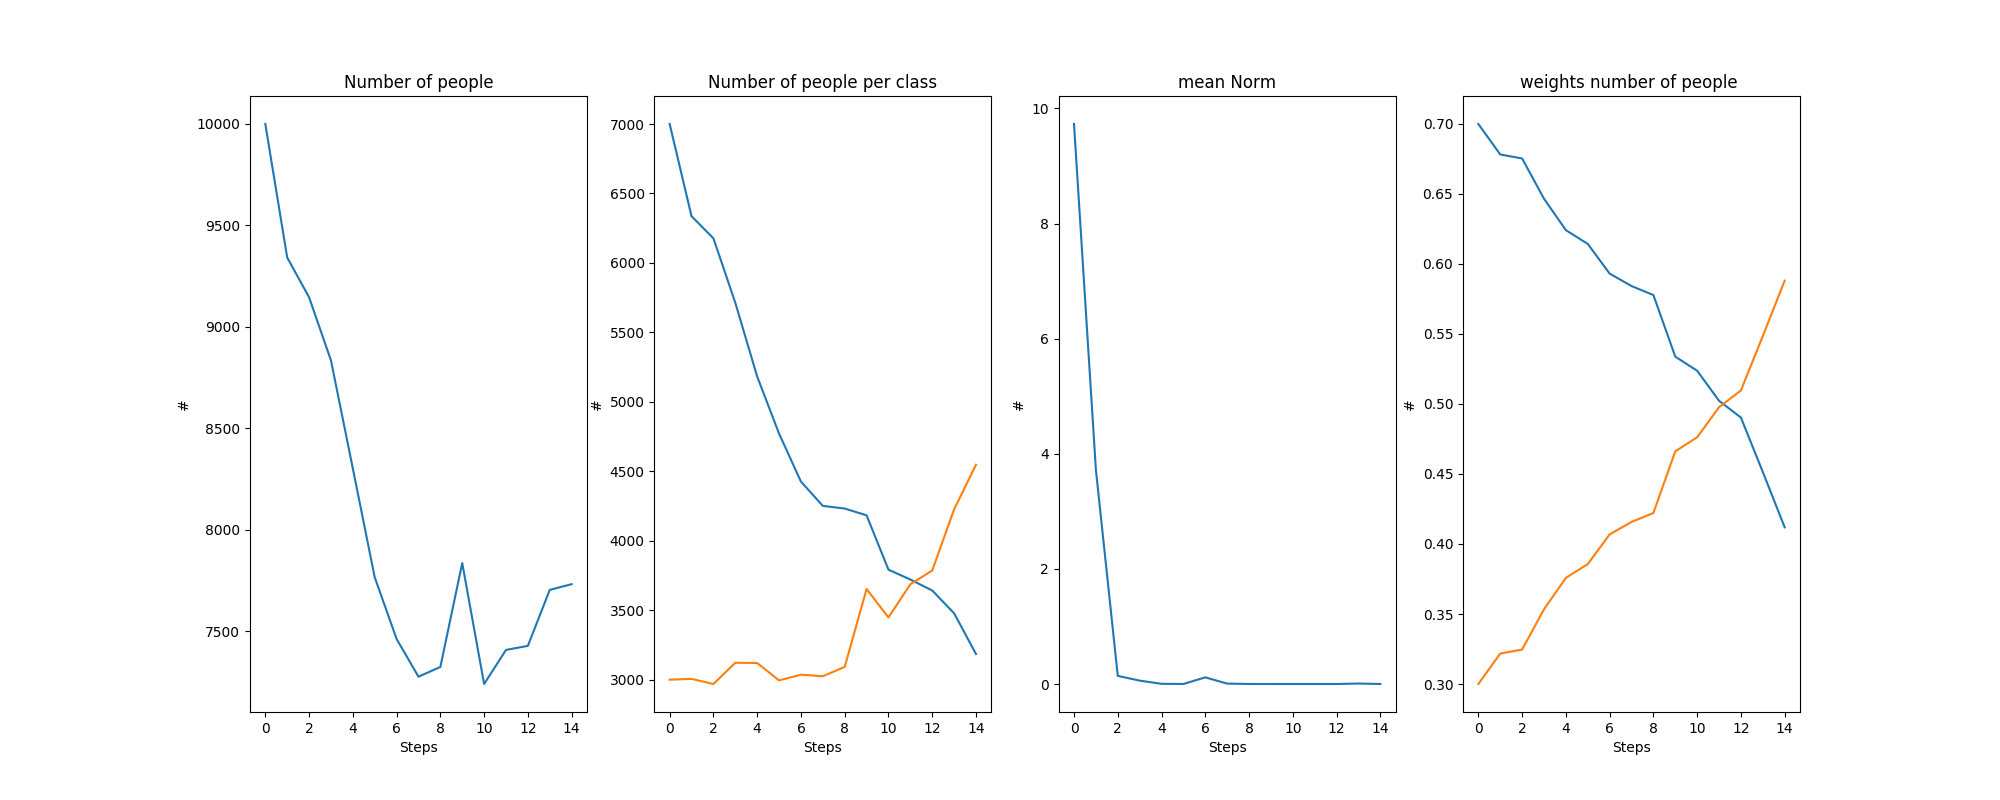 Number of people
10000
9500
9000
8500
8000
7500
#
0 2 4 6 8 10 12 14
Steps
Number of people per class
7000
6500
6000
5500
5000
4500
4000
3500
3000
#
0 2 4 6 8 10 12 14
Steps
mean Norm
10
8
6
4
2
0
#
0 2 4 6 8 10 12 14
Steps
weights number of people
0.70
0.65
0.60
0.55
0.50
0.45
0.40
0.35
0.30
#
0 2 4 6 8 10 12 14
Steps